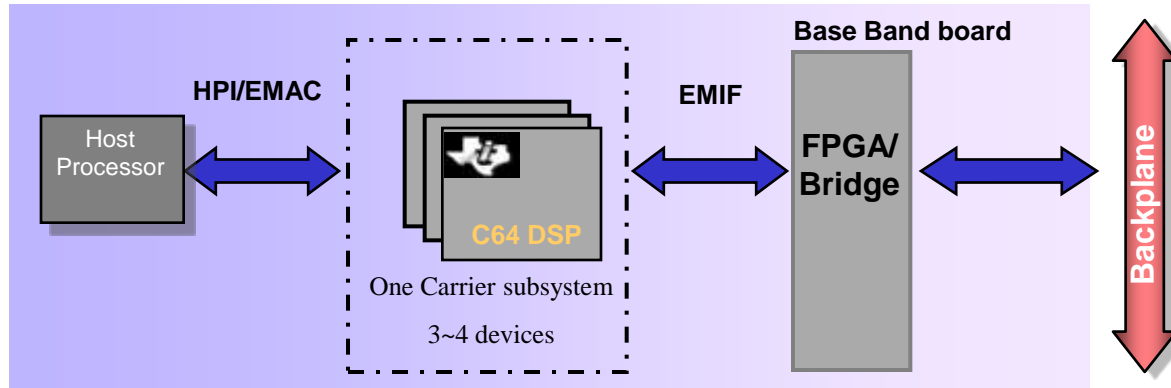 Base Band board
HPI/EMAC
EMIF
Host
Processor
FPGA/
Bridge
C64 DSP
One Carrier subsystem
3~4 devices
Backplane